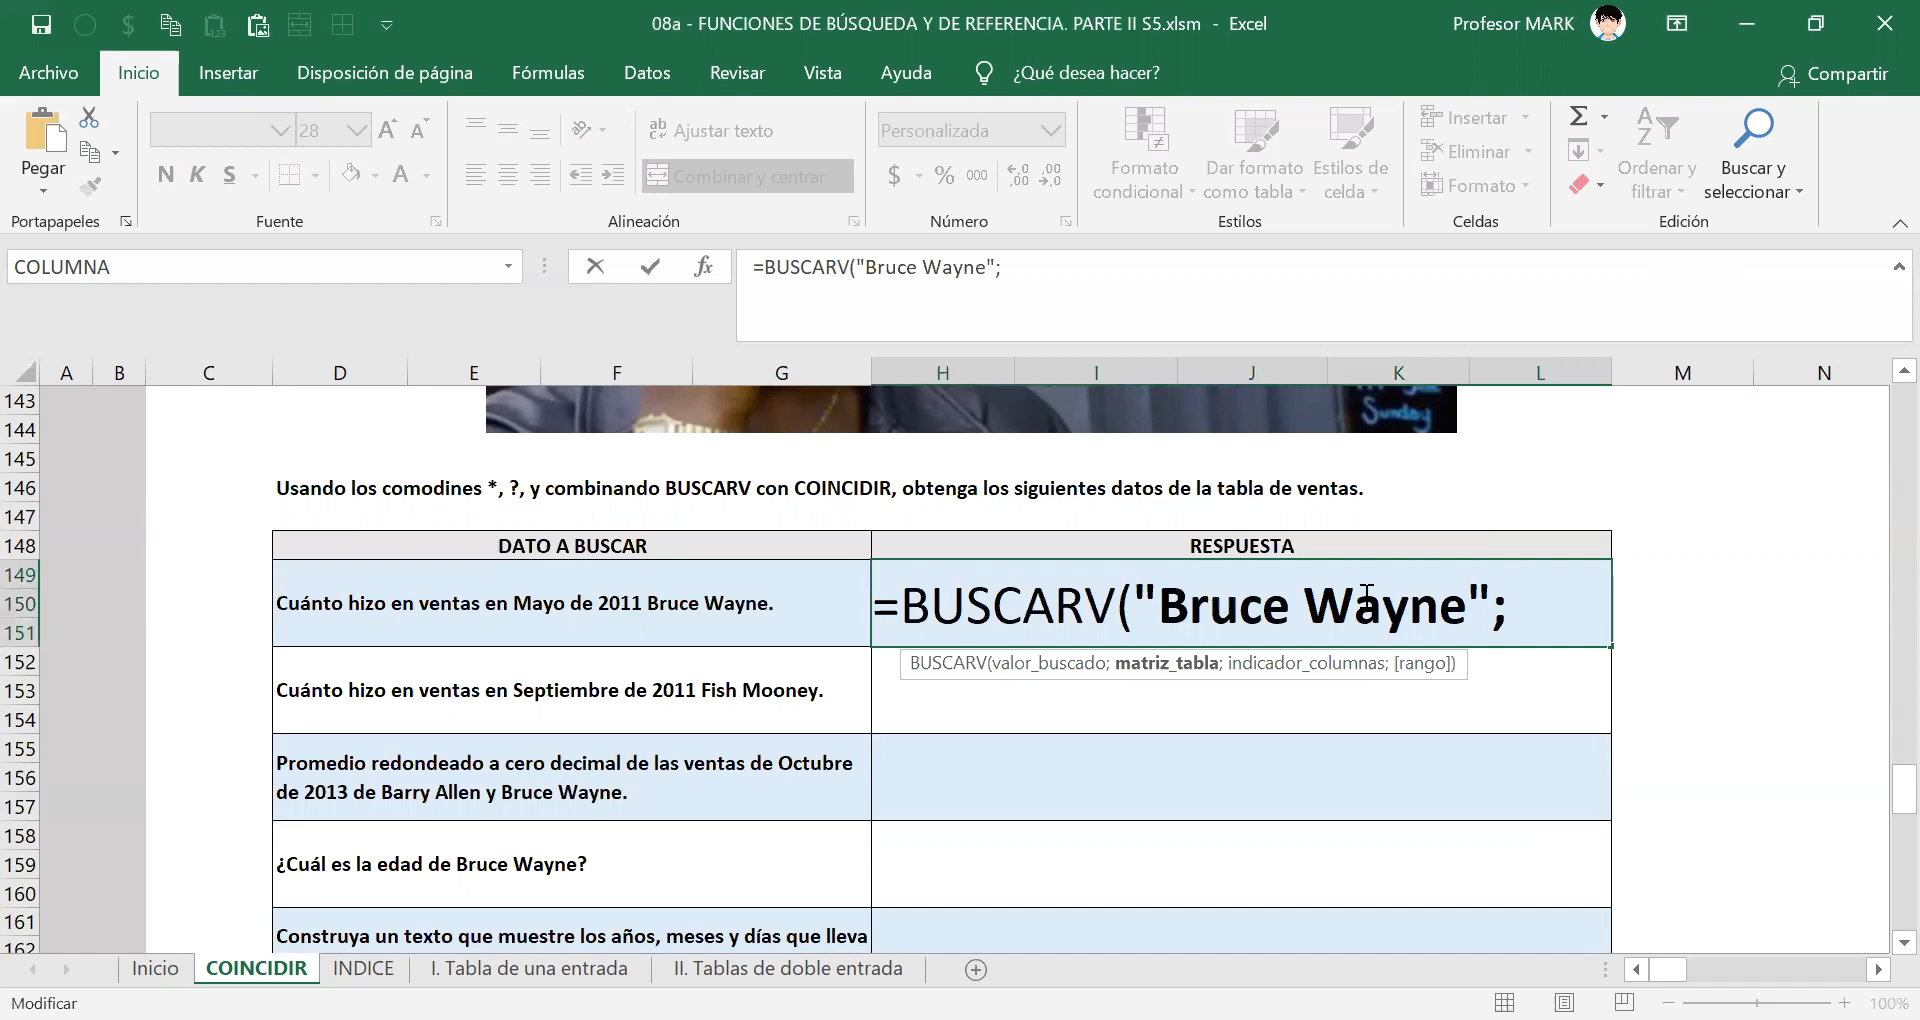 08a - FUNCIONES DE BÚSQUEDA Y DE REFERENCIA. PARTE II S5.xlsm - Excel
Profesor MARK
Archivo Inicio Insertar Disposición de página Fórmulas Datos Revisar Vista Ayuda ¿Qué desea hacer? Compartir
28 Ajustar texto Personalizada Insertar
Pegar N K S A Combinar y centrar $ % 000 Formato condicional Dar formato como tabla Estilos de celda Eliminar Formato Ordenar y filtrar Buscar y seleccionar
Portapapeles Fuente Alineación Número Estilos Celdas Edición
COLUMNA fx =BUSCARV("Bruce Wayne";
A B C D E F G H I J K L M N
143
Sunday
144
145
146 Usando los comodines *, ?, y combinando BUSCARV con COINCIDIR, obtenga los siguientes datos de la tabla de ventas.
147
148 DATO A BUSCAR RESPUESTA
149
150 Cuánto hizo en ventas en Mayo de 2011 Bruce Wayne. =BUSCARV("Bruce Wayne";
151
152 BUSCARV(valor_buscado; matriz_tabla; indicador_columnas; [rango])
153 Cuánto hizo en ventas en Septiembre de 2011 Fish Mooney.
154
155 Promedio redondeado a cero decimal de las ventas de Octubre
156 de 2013 de Barry Allen y Bruce Wayne.
157
158
159 ¿Cuál es la edad de Bruce Wayne?
160
161 Construya un texto que muestre los años, meses y días que lleva
162
Inicio COINCIDIR INDICE I. Tabla de una entrada II. Tablas de doble entrada
Modificar 100%